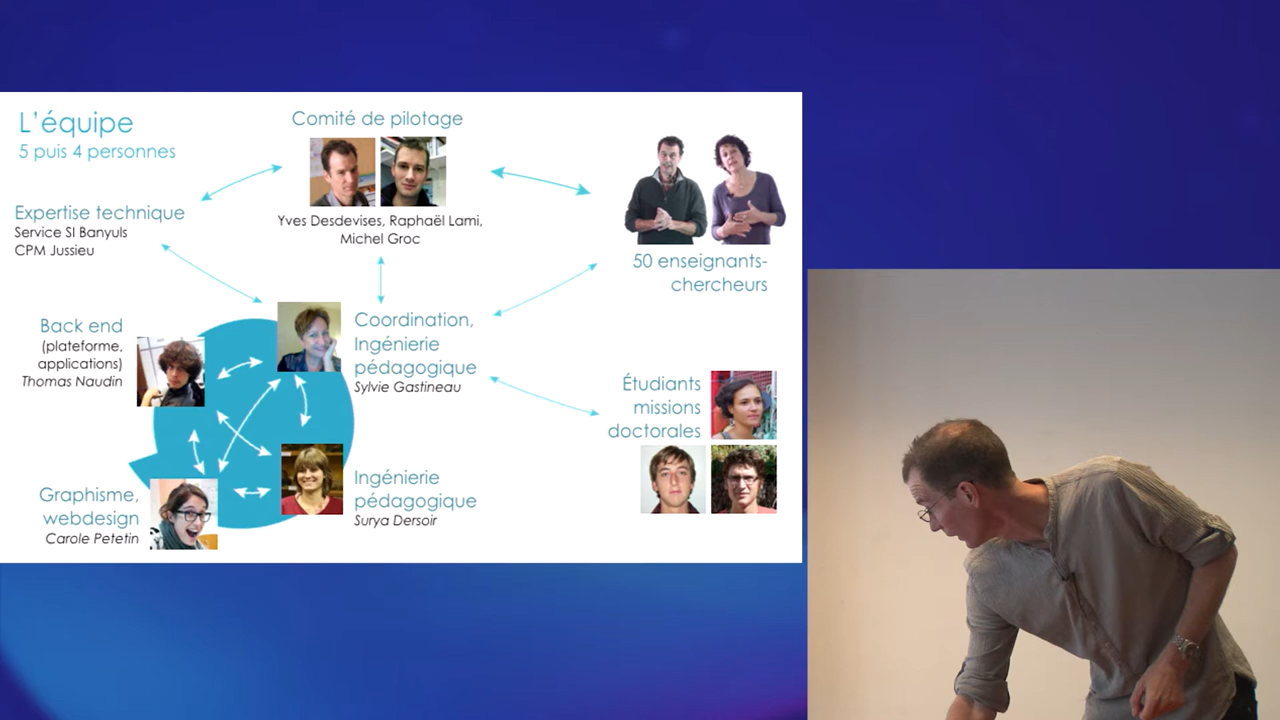 L'équipe
5 puis 4 personnes
Comité de pilotage
Yves Desdevises, Raphaël Lami,
Michel Groc
Expertise technique
Service SI Banyuls
CPM Jussieu
50 enseignants-
chercheurs
Back end
(plateforme,
applications)
Thomas Naudin
Coordination,
Ingénierie
pédagogique
Sylvie Gastineau
Étudiants
missions
doctorales
Graphisme,
webdesign
Carole Petetin
Ingénierie
pédagogique
Surya Dersoir